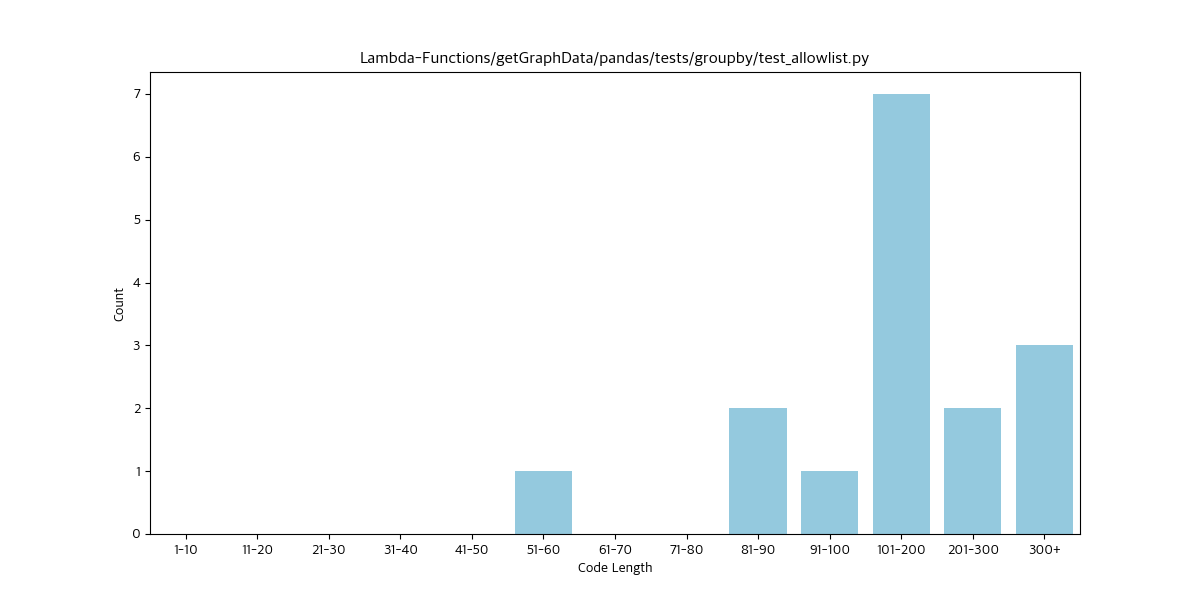 Lambda-Functions/getGraphData/pandas/tests/groupby/test_allowlist.py
7
6
5
4
3
2
1
0
Count
1-10 11-20 21-30 31-40 41-50 51-60 61-70 71-80 81-90 91-100 101-200 201-300 300+
Code Length